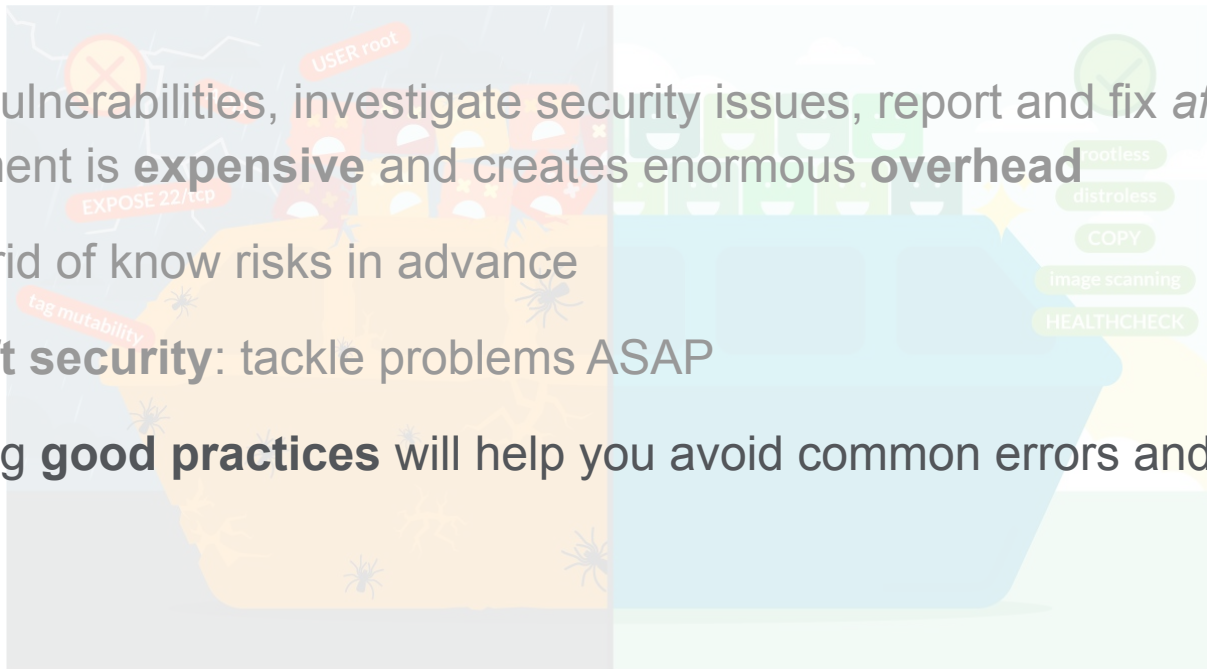 USER root
ulnerabilities, investigate security issues, report and fix
ment is expensive and creates enormous overhead
rootless
EXPOSE 22/tcp
distroless
COPY
rid of know risks in advance
image scanning
tag mutability
HEALTHCHECK
t security: tackle problems ASAP
g good practices will help you avoid common errors and